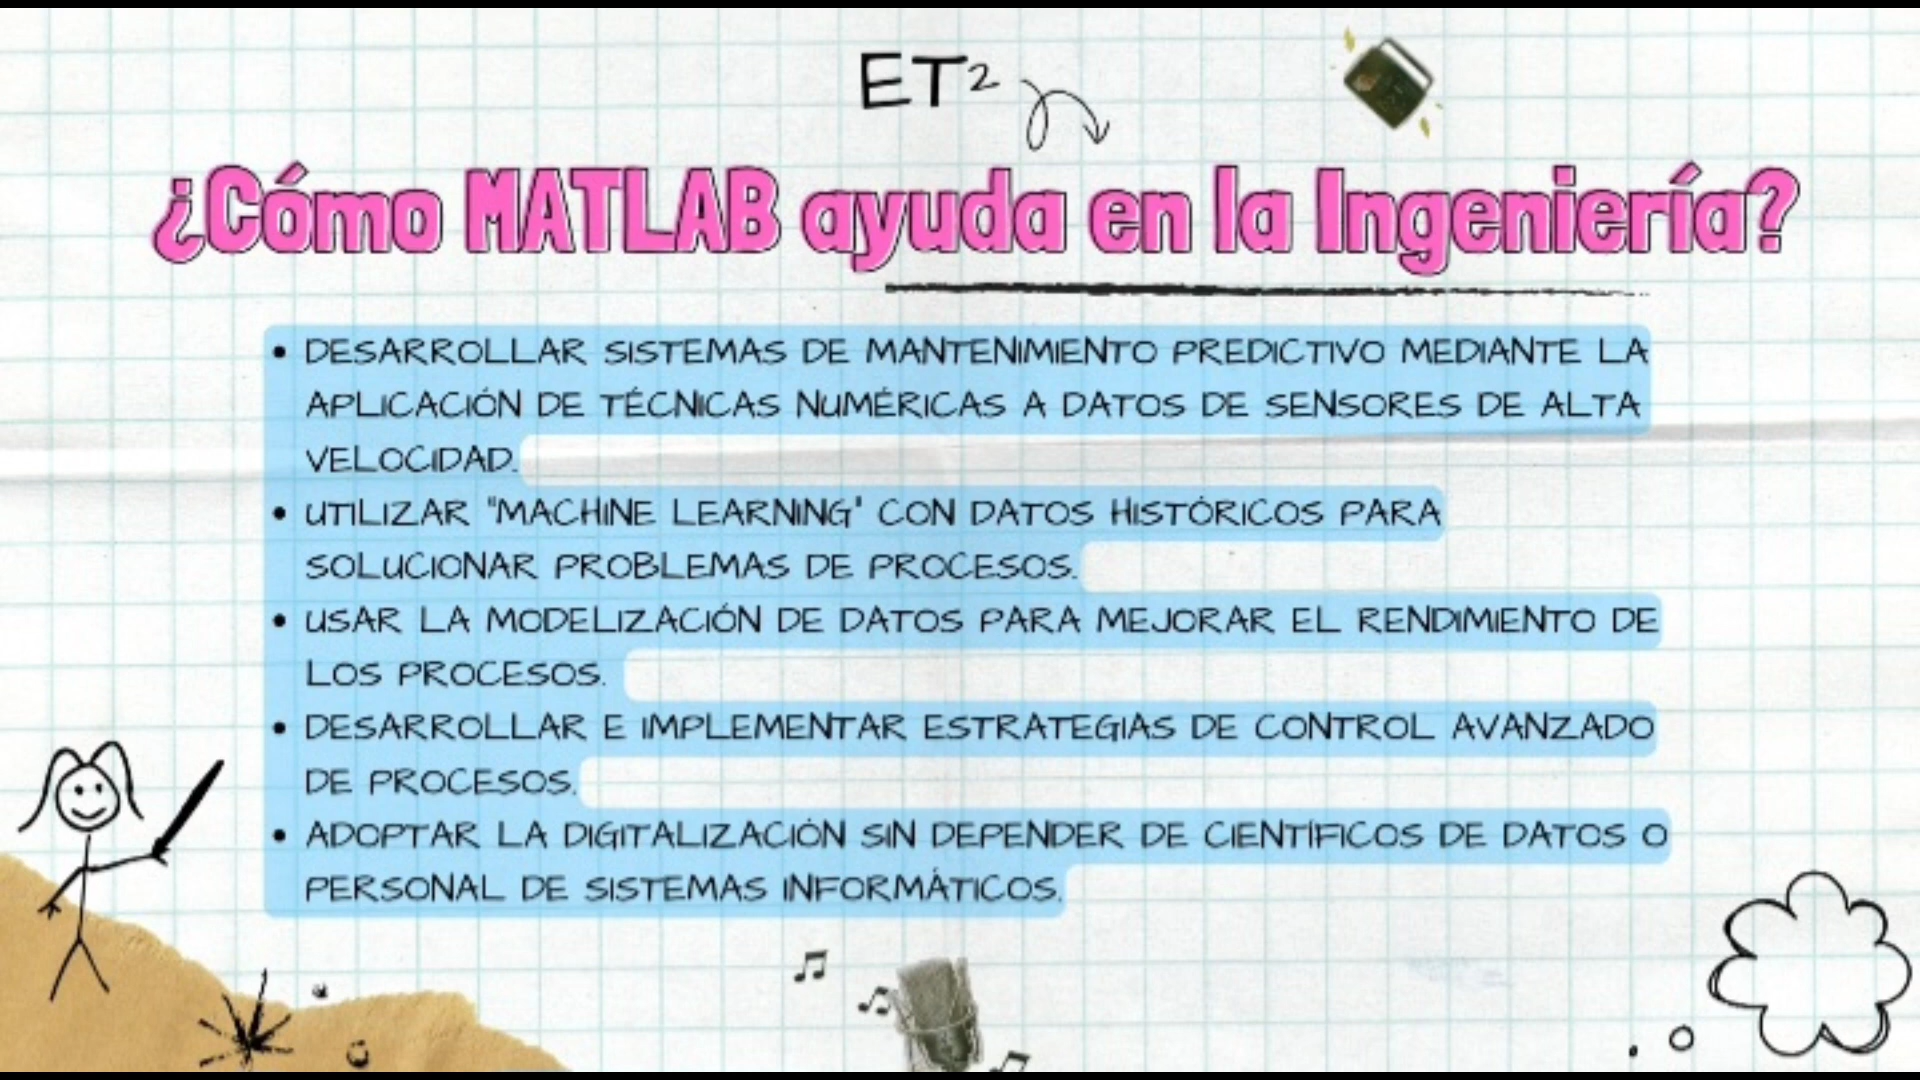 ET²
¿Cómo MATLAB ayuda en la Ingeniería?
• DESARROLLAR SISTEMAS DE MANTENIMIENTO PREDICTIVO MEDIANTE LA
APLICACIÓN DE TÉCNICAS NUMÉRICAS A DATOS DE SENSORES DE ALTA
VELOCIDAD.
• UTILIZAR "MACHINE LEARNING" CON DATOS HISTÓRICOS PARA
SOLUCIONAR PROBLEMAS DE PROCESOS.
• USAR LA MODELIZACIÓN DE DATOS PARA MEJORAR EL RENDIMIENTO DE
LOS PROCESOS.
• DESARROLLAR E IMPLEMENTAR ESTRATEGIAS DE CONTROL AVANZADO
DE PROCESOS.
• ADOPTAR LA DIGITALIZACIÓN SIN DEPENDER DE CIENTÍFICOS DE DATOS O
PERSONAL DE SISTEMAS INFORMÁTICOS.